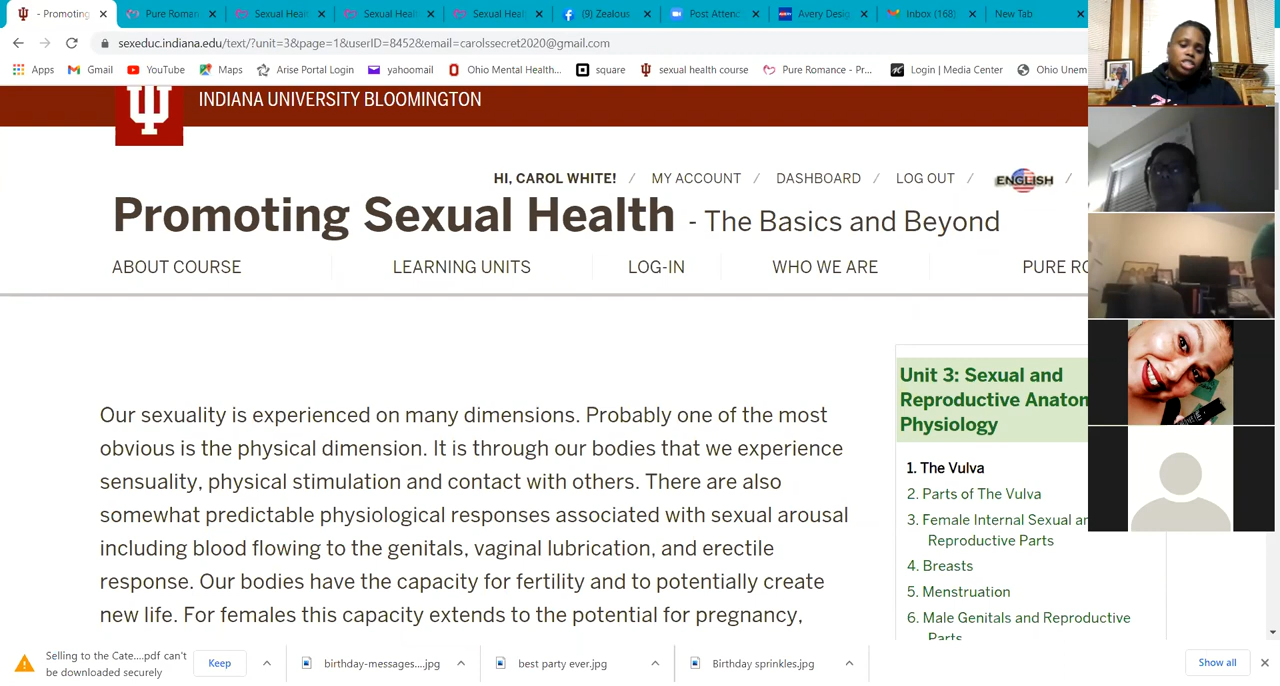 - Promoting
Pure Roman
Sexual Healt
Sexual Healt
Sexual Healt
(9) Zealous
Post Attend
Avery Desig
Inbox (168)
New Tab
sexeduc.indiana.edu/text/?unit=3&page=1&userID=8452&email=carolssecret2020@gmail.com
Apps
Gmail
YouTube
Maps
Arise Portal Login
yahoomail
Ohio Mental Health...
square
sexual health course
Pure Romance - Pr...
Login | Media Center
Ohio Unem
INDIANA UNIVERSITY BLOOMINGTON
HI, CAROL WHITE! / MY ACCOUNT / DASHBOARD / LOG OUT / ENGLISH /
Promoting Sexual Health - The Basics and Beyond
ABOUT COURSE
LEARNING UNITS
LOG-IN
WHO WE ARE
PURE RO
Our sexuality is experienced on many dimensions. Probably one of the most
obvious is the physical dimension. It is through our bodies that we experience
sensuality, physical stimulation and contact with others. There are also
somewhat predictable physiological responses associated with sexual arousal
including blood flowing to the genitals, vaginal lubrication, and erectile
response. Our bodies have the capacity for fertility and to potentially create
new life. For females this capacity extends to the potential for pregnancy,
Unit 3: Sexual and
Reproductive Anaton
Physiology
1. The Vulva
2. Parts of The Vulva
3. Female Internal Sexual an
Reproductive Parts
4. Breasts
5. Menstruation
6. Male Genitals and Reproductive
Parts
Selling to the Cate....pdf can't
be downloaded securely
Keep
birthday-messages....jpg
best party ever.jpg
Birthday sprinkles.jpg
Show all